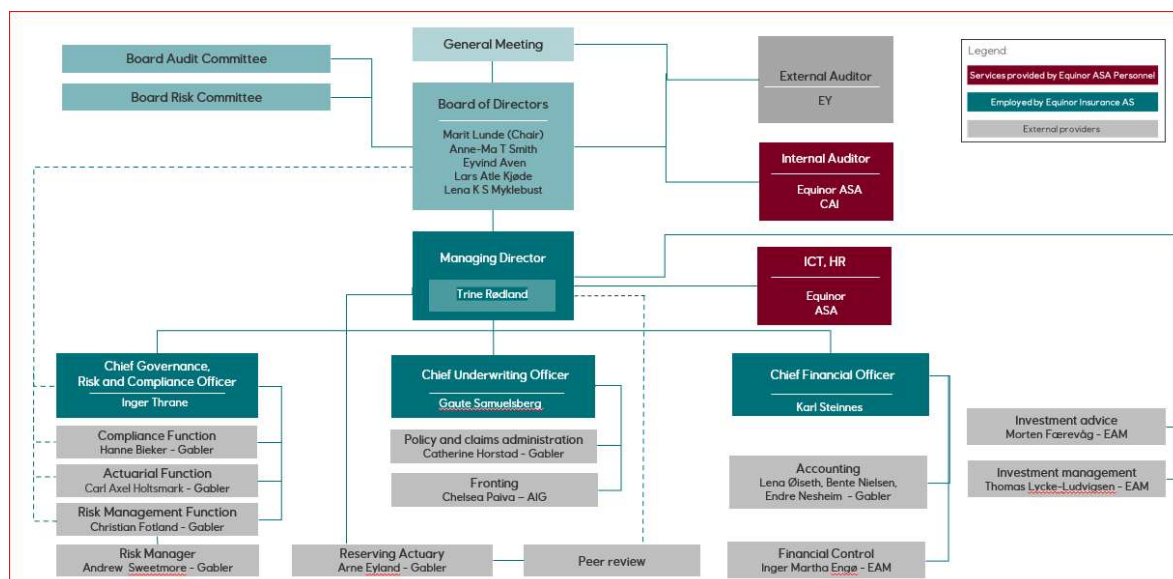 General Meeting
Board Audit Committee
Board Risk Committee
Board of Directors
Marit Lunde (Chair)
Anne-Ma T Smith
Eyvind Aven
Lars Atle Kjøde
Lena K S Myklebust
External Auditor
EY
Legend
Services provided by Equinor ASA Personnel
Employed by Equinor Insurance AS
External providers
Internal Auditor
Equinor ASA
CAI
Managing Director
Trine Rødland
ICT, HR
Equinor
ASA
Chief Governance,
Risk and Compliance Officer
Inger Thrane
Chief Underwriting Officer
Gaute Samuelsberg
Chief Financial Officer
Karl Steinnes
Compliance Function
Hanne Bieker - Gabler
Actuarial Function
Carl Axel Holtsmark - Gabler
Risk Management Function
Christian Fotland - Gabler
Risk Manager
Andrew Sweetmore - Gabler
Policy and claims administration
Catherine Horstad - Gabler
Fronting
Chelsea Paiva – AIG
Reserving Actuary
Arne Eyland - Gabler
Peer review
Accounting
Lena Øiseth, Bente Nielsen,
Endre Nesheim - Gabler
Financial Control
Inger Martha Engø - EAM
Investment advice
Morten Færevåg - EAM
Investment management
Thomas Lycke-Ludvigsen - EAM